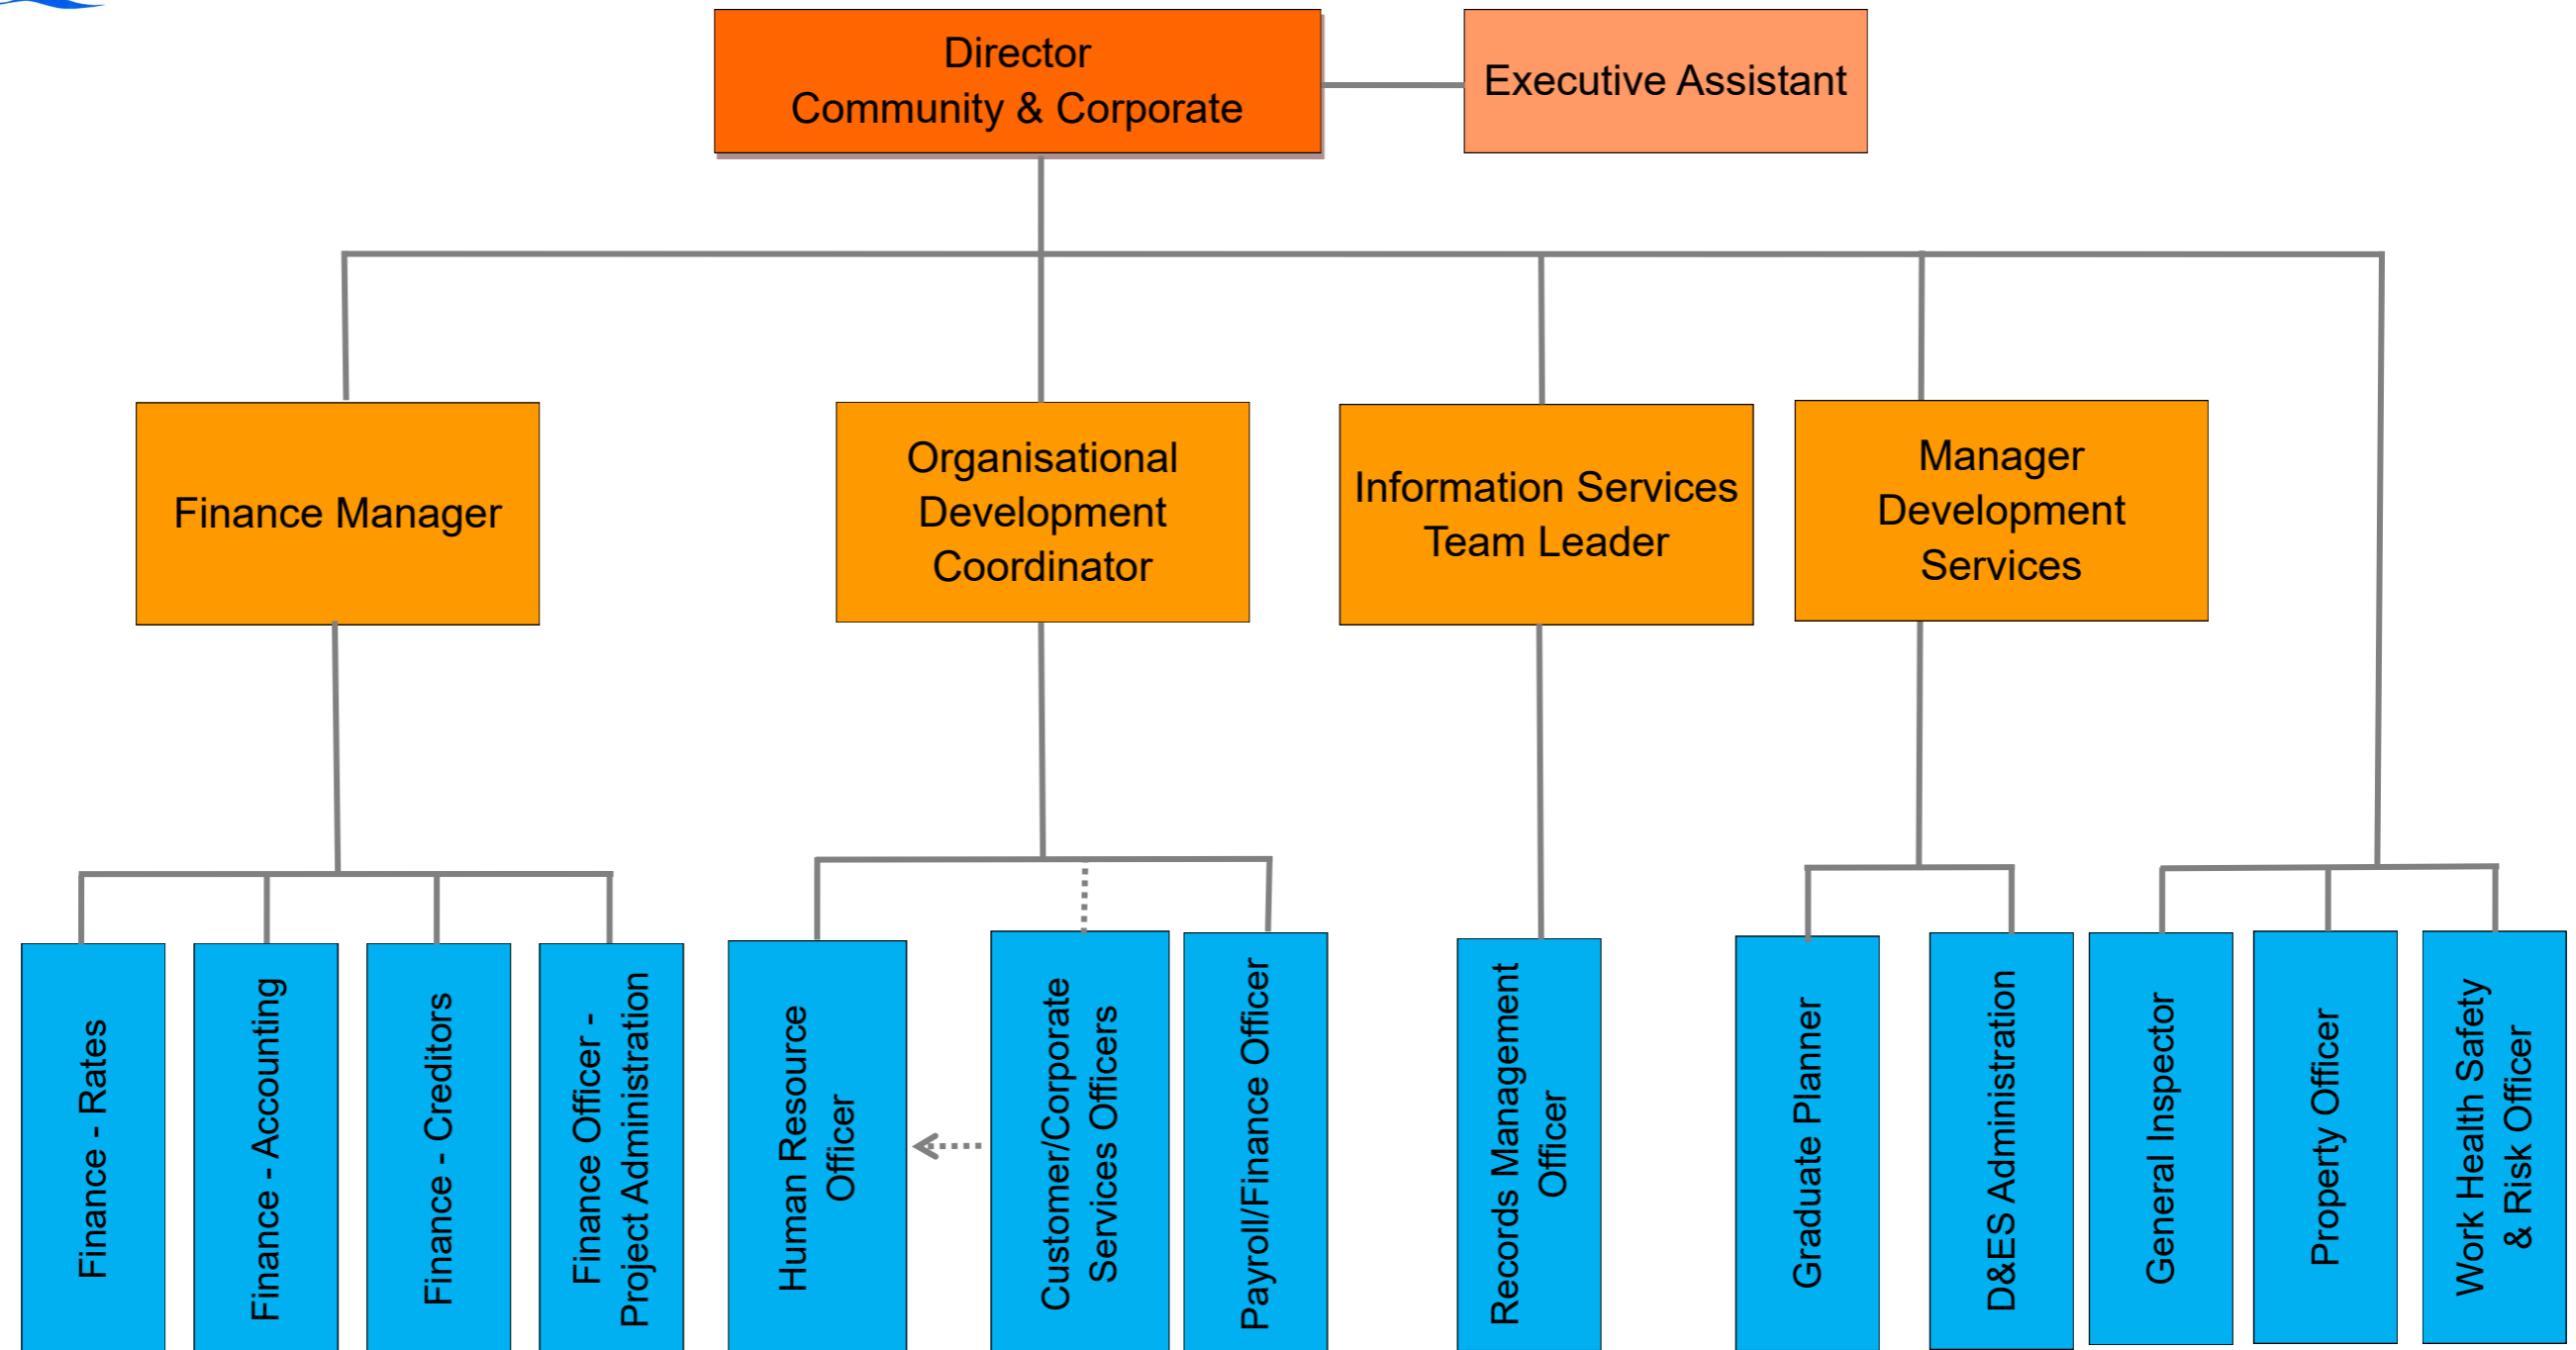 Director
Community & Corporate
Executive Assistant
Finance Manager
Organisational
Development
Coordinator
Information Services
Team Leader
Manager
Development
Services
Finance - Rates
Finance - Accounting
Finance - Creditors
Finance Officer -
Project Administration
Human Resource
Officer
Customer/Corporate
Services Officers
Payroll/Finance Officer
Records Management
Officer
Graduate Planner
D&ES Administration
General Inspector
Property Officer
Work Health Safety
& Risk Officer